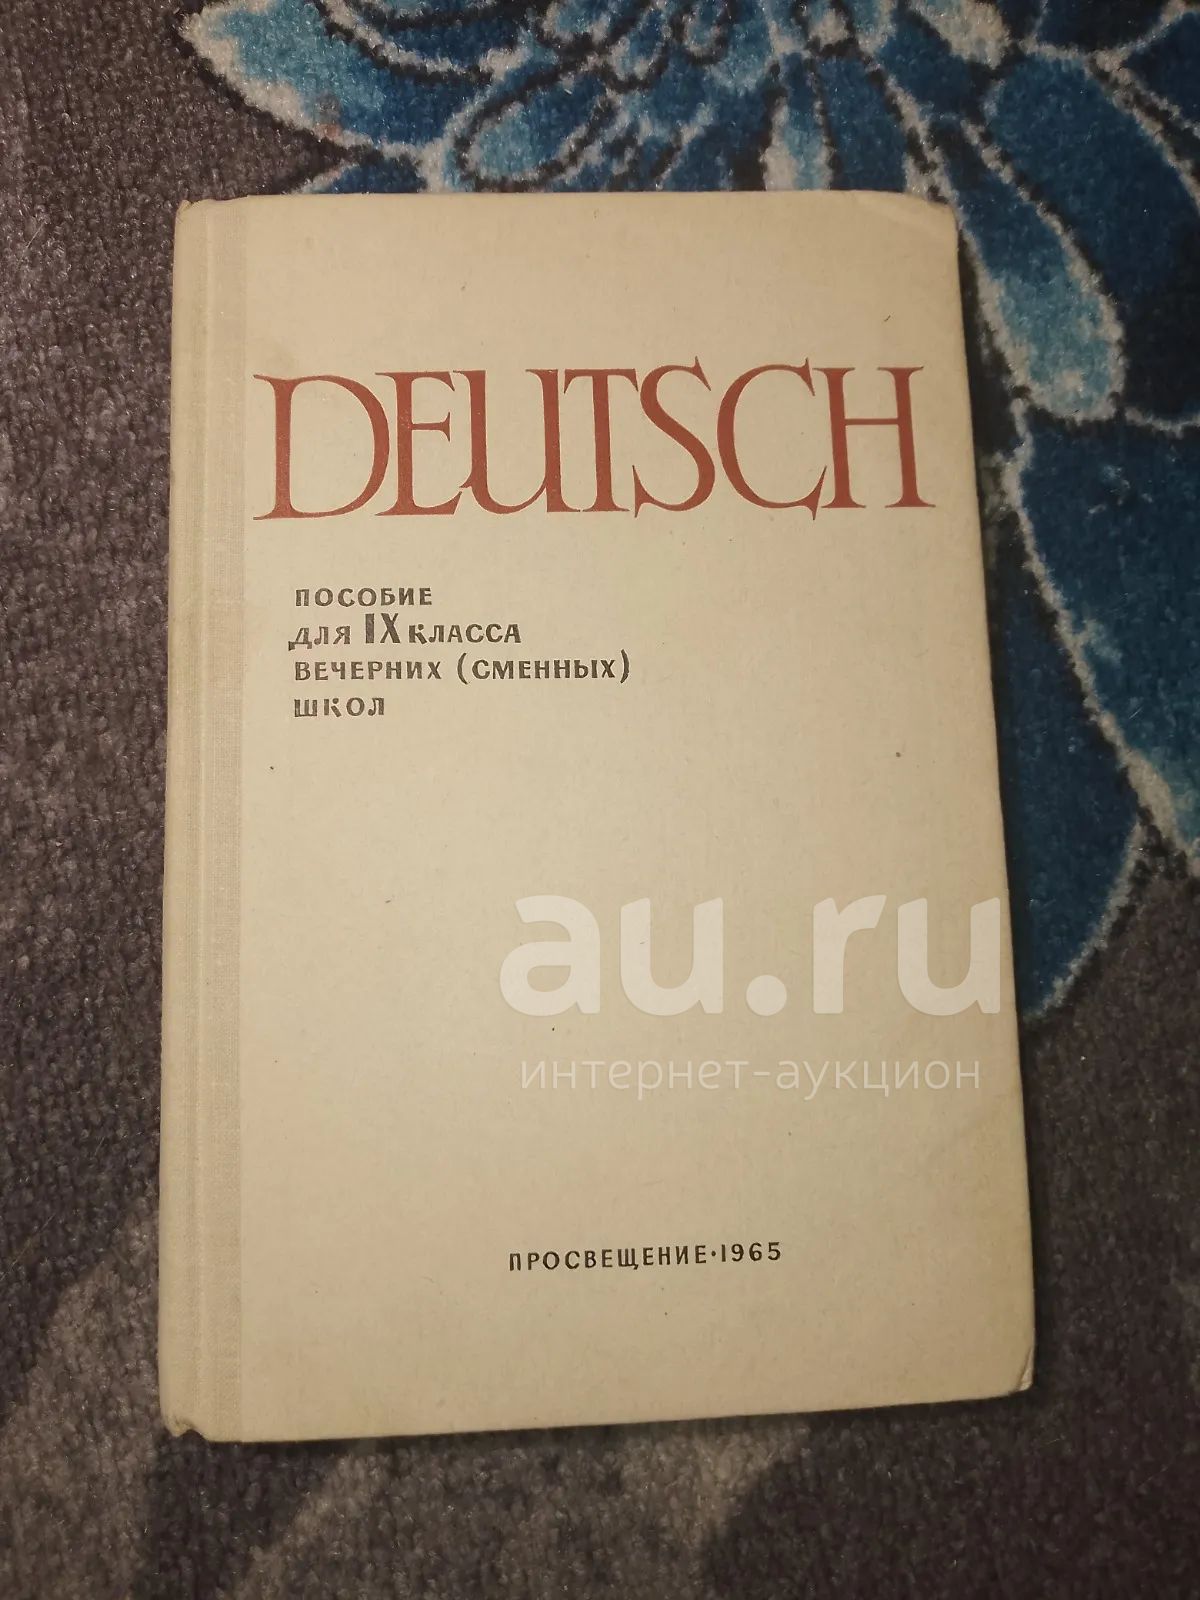 DEUTSCH
ПОСОБИЕ
ДЛЯ IX КЛАССА
ВЕЧЕРНИХ (СМЕННЫХ)
ШКОЛ
au.ru
интернет-аукцион
ПРОСВЕЩЕНИЕ·1965